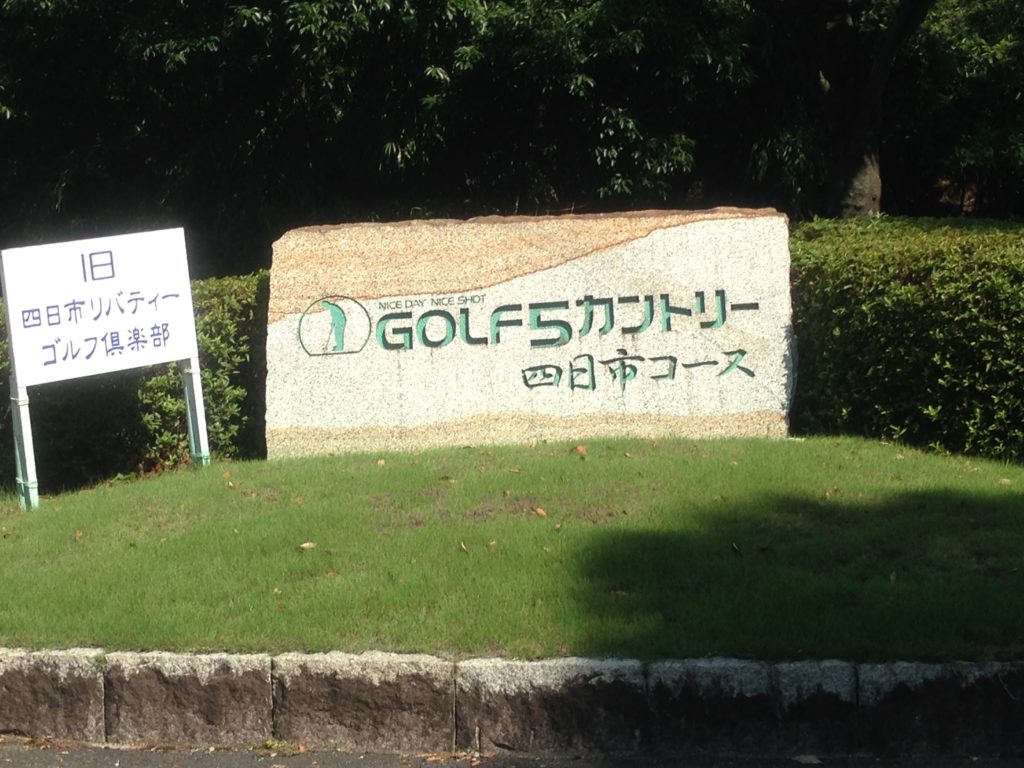 旧
四日市リバティー
ゴルフ倶楽部
NICE DAY NICE SHOT
GOLF5カントリー
四日市コース